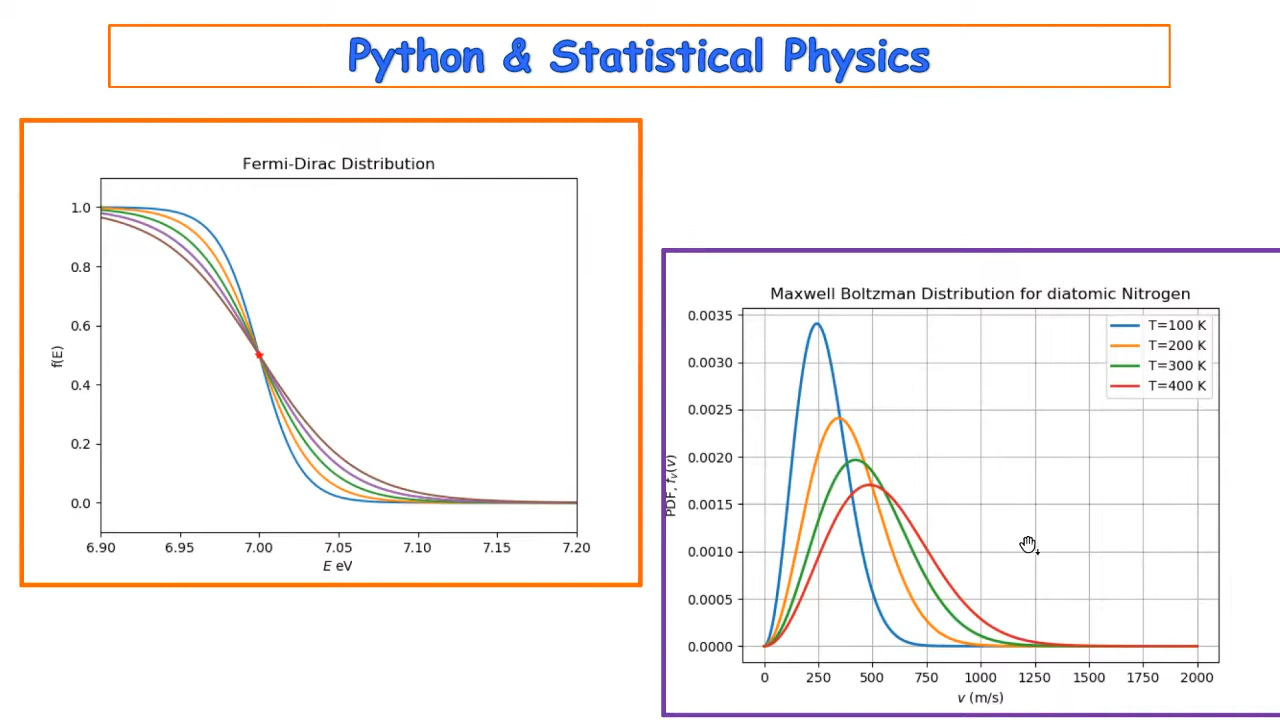 Python & Statistical Physics
Fermi-Dirac Distribution
1.0
0.8
0.6
0.4
0.2
0.0
f(E)
6.90 6.95 7.00 7.05 7.10 7.15 7.20
E eV
Maxwell Boltzman Distribution for diatomic Nitrogen
T=100 K
T=200 K
T=300 K
T=400 K
0.0035
0.0030
0.0025
0.0020
0.0015
0.0010
0.0005
0.0000
PDF, fv(v)
0 250 500 750 1000 1250 1500 1750 2000
v (m/s)